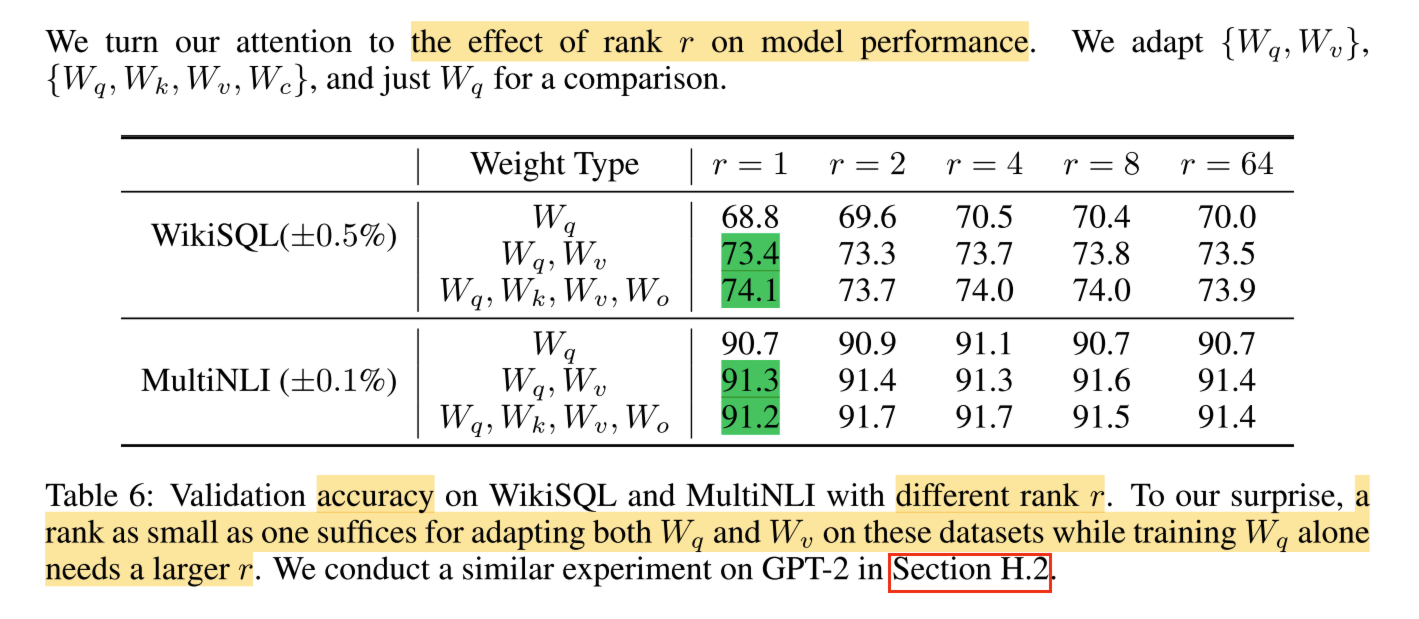 We turn our attention to the effect of rank r on model performance. We adapt {W_q, W_v},
{W_q, W_k, W_v, W_c}, and just W_q for a comparison.
Weight Type r = 1 r = 2 r = 4 r = 8 r = 64
WikiSQL(±0.5%)
W_q 68.8 69.6 70.5 70.4 70.0
W_q, W_v 73.4 73.3 73.7 73.8 73.5
W_q, W_k, W_v, W_o 74.1 73.7 74.0 74.0 73.9
MultiNLI (±0.1%)
W_q 90.7 90.9 91.1 90.7 90.7
W_q, W_v 91.3 91.4 91.3 91.6 91.4
W_q, W_k, W_v, W_o 91.2 91.7 91.7 91.5 91.4
Table 6: Validation accuracy on WikiSQL and MultiNLI with different rank r. To our surprise, a
rank as small as one suffices for adapting both W_q and W_v on these datasets while training W_q alone
needs a larger r. We conduct a similar experiment on GPT-2 in Section H.2.